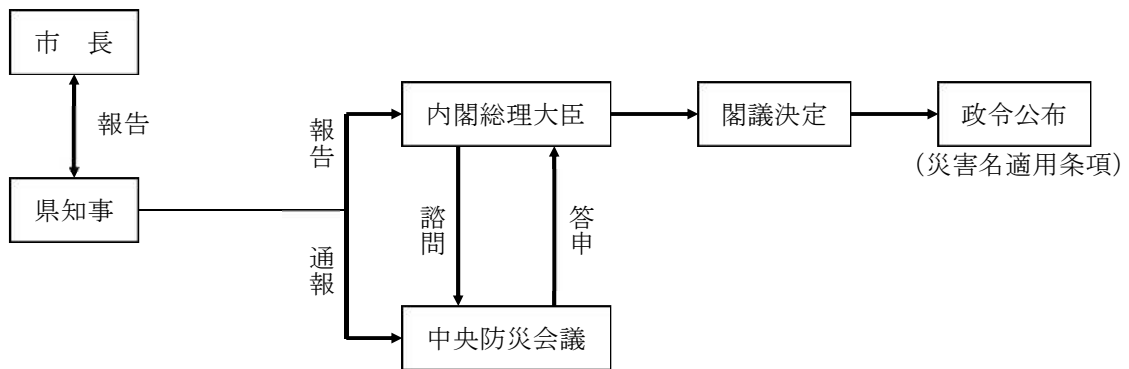 市　長
報告
県知事
報告
通報
内閣総理大臣
諮問
答申
中央防災会議
閣議決定
政令公布
（災害名適用条項）